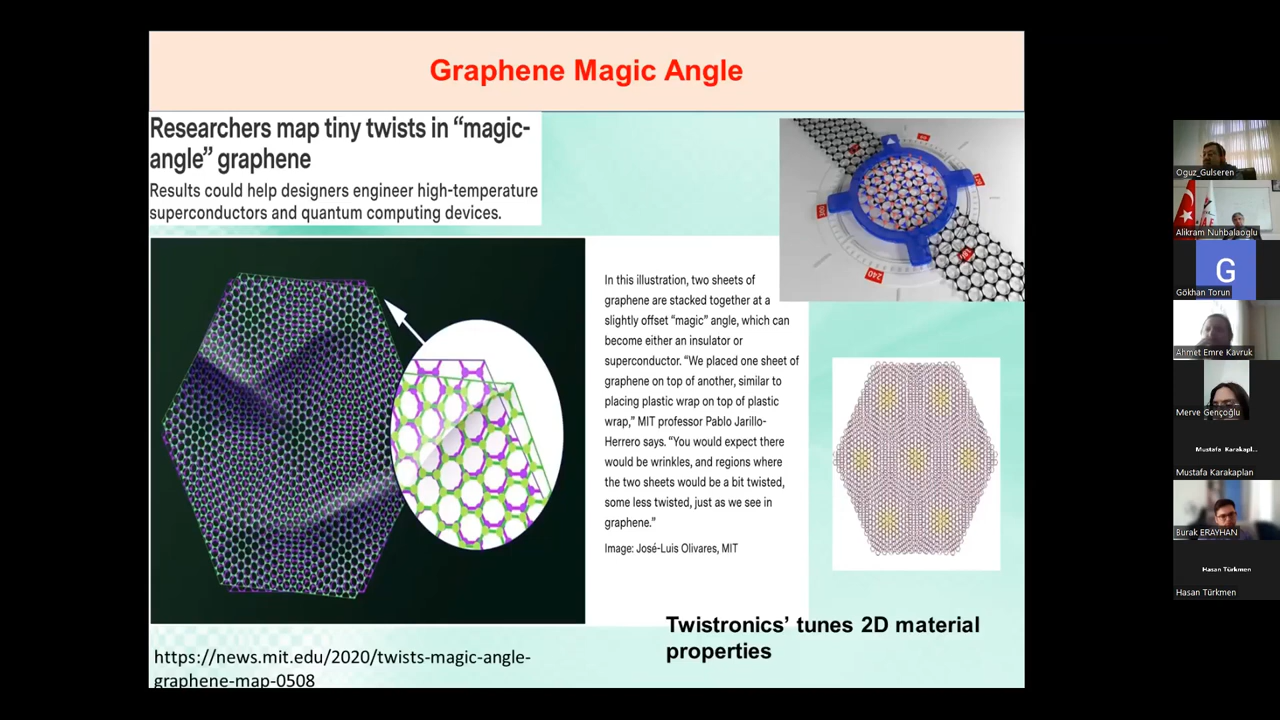 Graphene Magic Angle
Researchers map tiny twists in “magic-
angle” graphene
Results could help designers engineer high-temperature
superconductors and quantum computing devices.
In this illustration, two sheets of
graphene are stacked together at a
slightly offset “magic” angle, which can
become either an insulator or
superconductor. “We placed one sheet of
graphene on top of another, similar to
placing plastic wrap on top of plastic
wrap,” MIT professor Pablo Jarillo-
Herrero says. “You would expect there
would be wrinkles, and regions where
the two sheets would be a bit twisted,
some less twisted, just as we see in
graphene.”
Image: José-Luis Olivares, MIT
300
240
Twistronics’ tunes 2D material
properties
https://news.mit.edu/2020/twists-magic-angle-
graphene-map-0508
Oguz_Gulseren
Alikram Nuhbalaoglu
G
Gökhan Torun
Ahmet Emre Kavruk
Merve Gençoğlu
Mustafa Karakapl...
Mustafa Karakaplan
Burak ERAYHAN
Hasan Türkmen
Hasan Türkmen